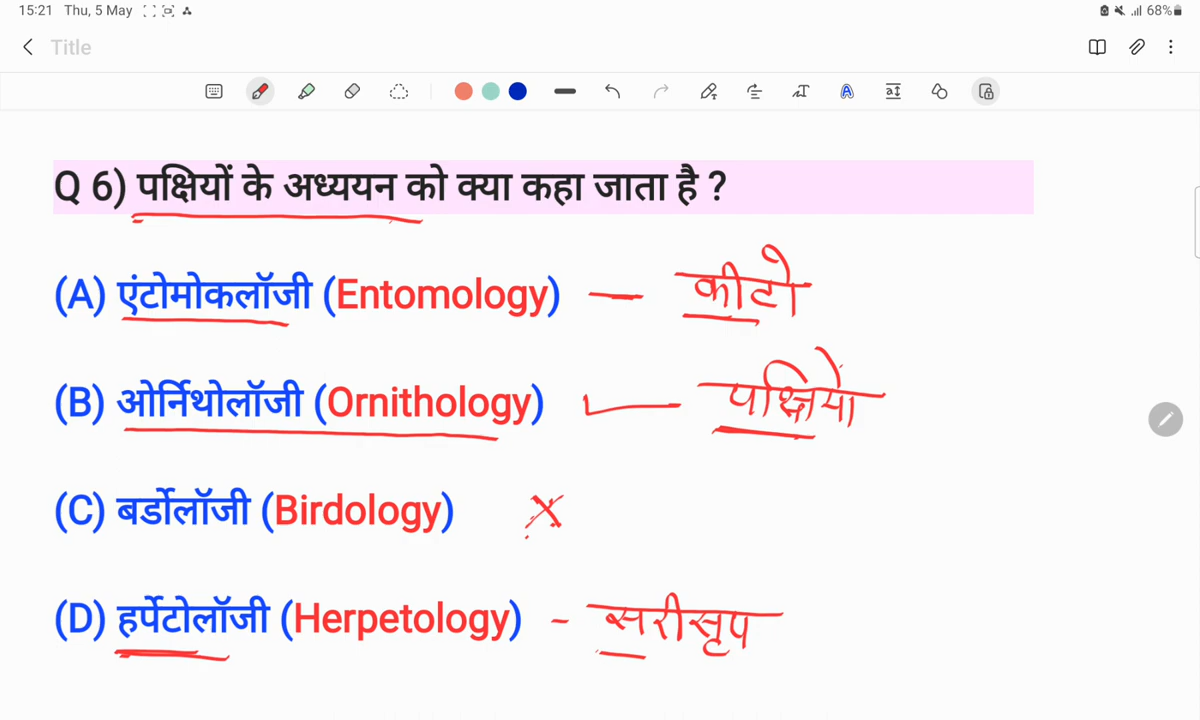 15:21 Thu, 5 May 68%
Title
Q 6) पक्षियों के अध्ययन को क्या कहा जाता है ?
(A) एंटोमोकलॉजी (Entomology) — कीटो
(B) ओर्निथोलॉजी (Ornithology) पक्षियों
(C) बर्डोलॉजी (Birdology) X
(D) हर्पेटोलॉजी (Herpetology) - सरीसृप